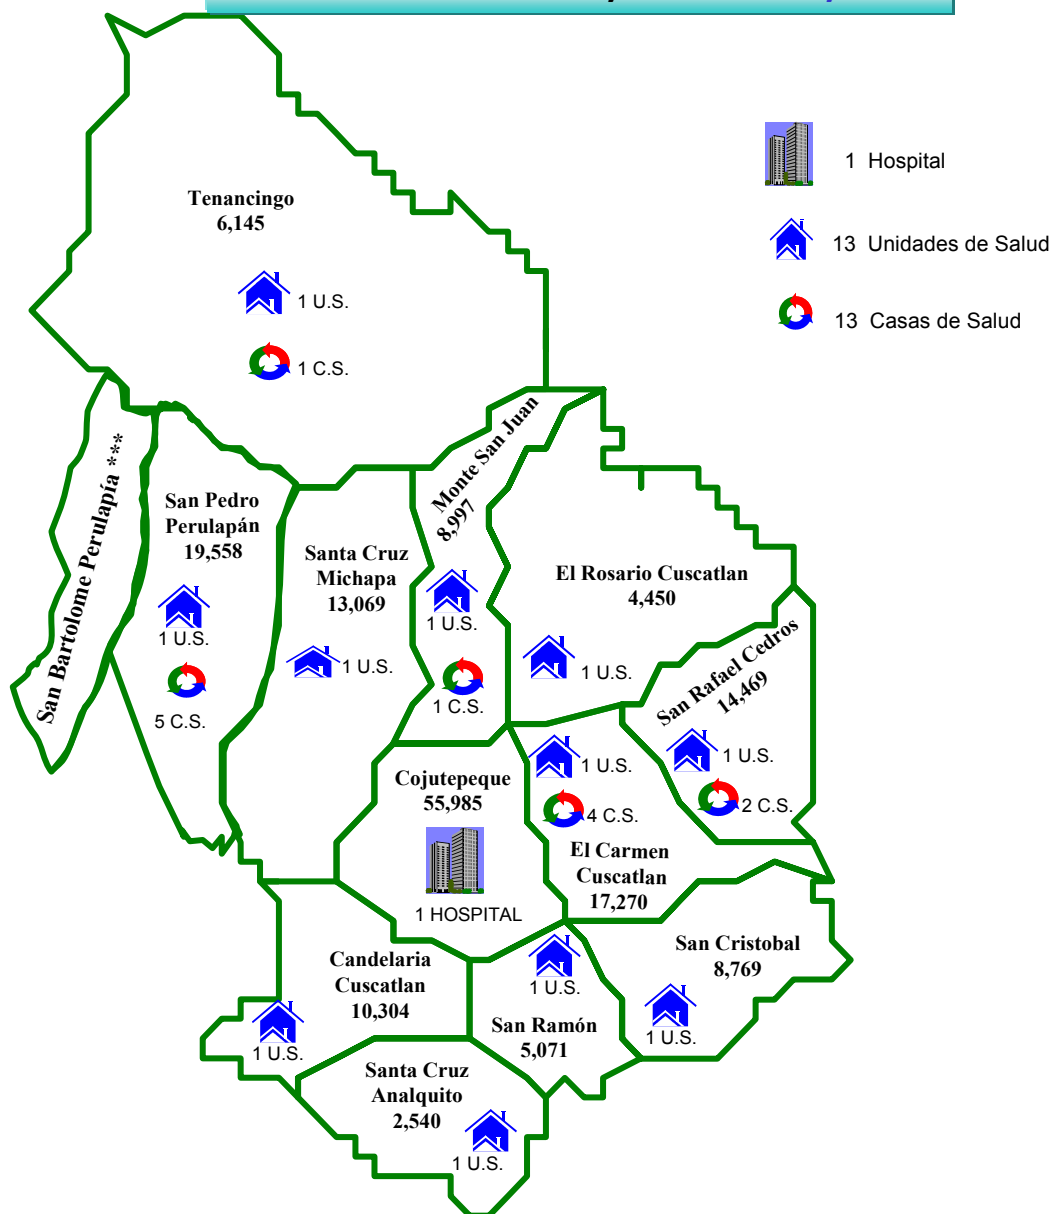 1 Hospital
13 Unidades de Salud
13 Casas de Salud
Tenancingo
6,145
1 U.S.
1 C.S.
San Bartolome Perulapía ***
San Pedro
Perulapán
19,558
1 U.S.
5 C.S.
Santa Cruz
Michapa
13,069
1 U.S.
Monte San Juan
8,997
1 U.S.
1 C.S.
El Rosario Cuscatlan
4,450
1 U.S.
San Rafael Cedros
14,469
1 U.S.
2 C.S.
Cojutepeque
55,985
1 HOSPITAL
1 U.S.
4 C.S.
El Carmen
Cuscatlan
17,270
Candelaria
Cuscatlan
10,304
1 U.S.
1 U.S.
San Ramón
5,071
San Cristobal
8,769
1 U.S.
Santa Cruz
Analquito
2,540
1 U.S.